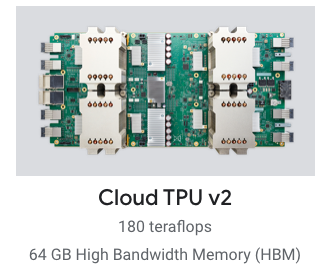 Cloud TPU v2
180 teraflops
64 GB High Bandwidth Memory (HBM)